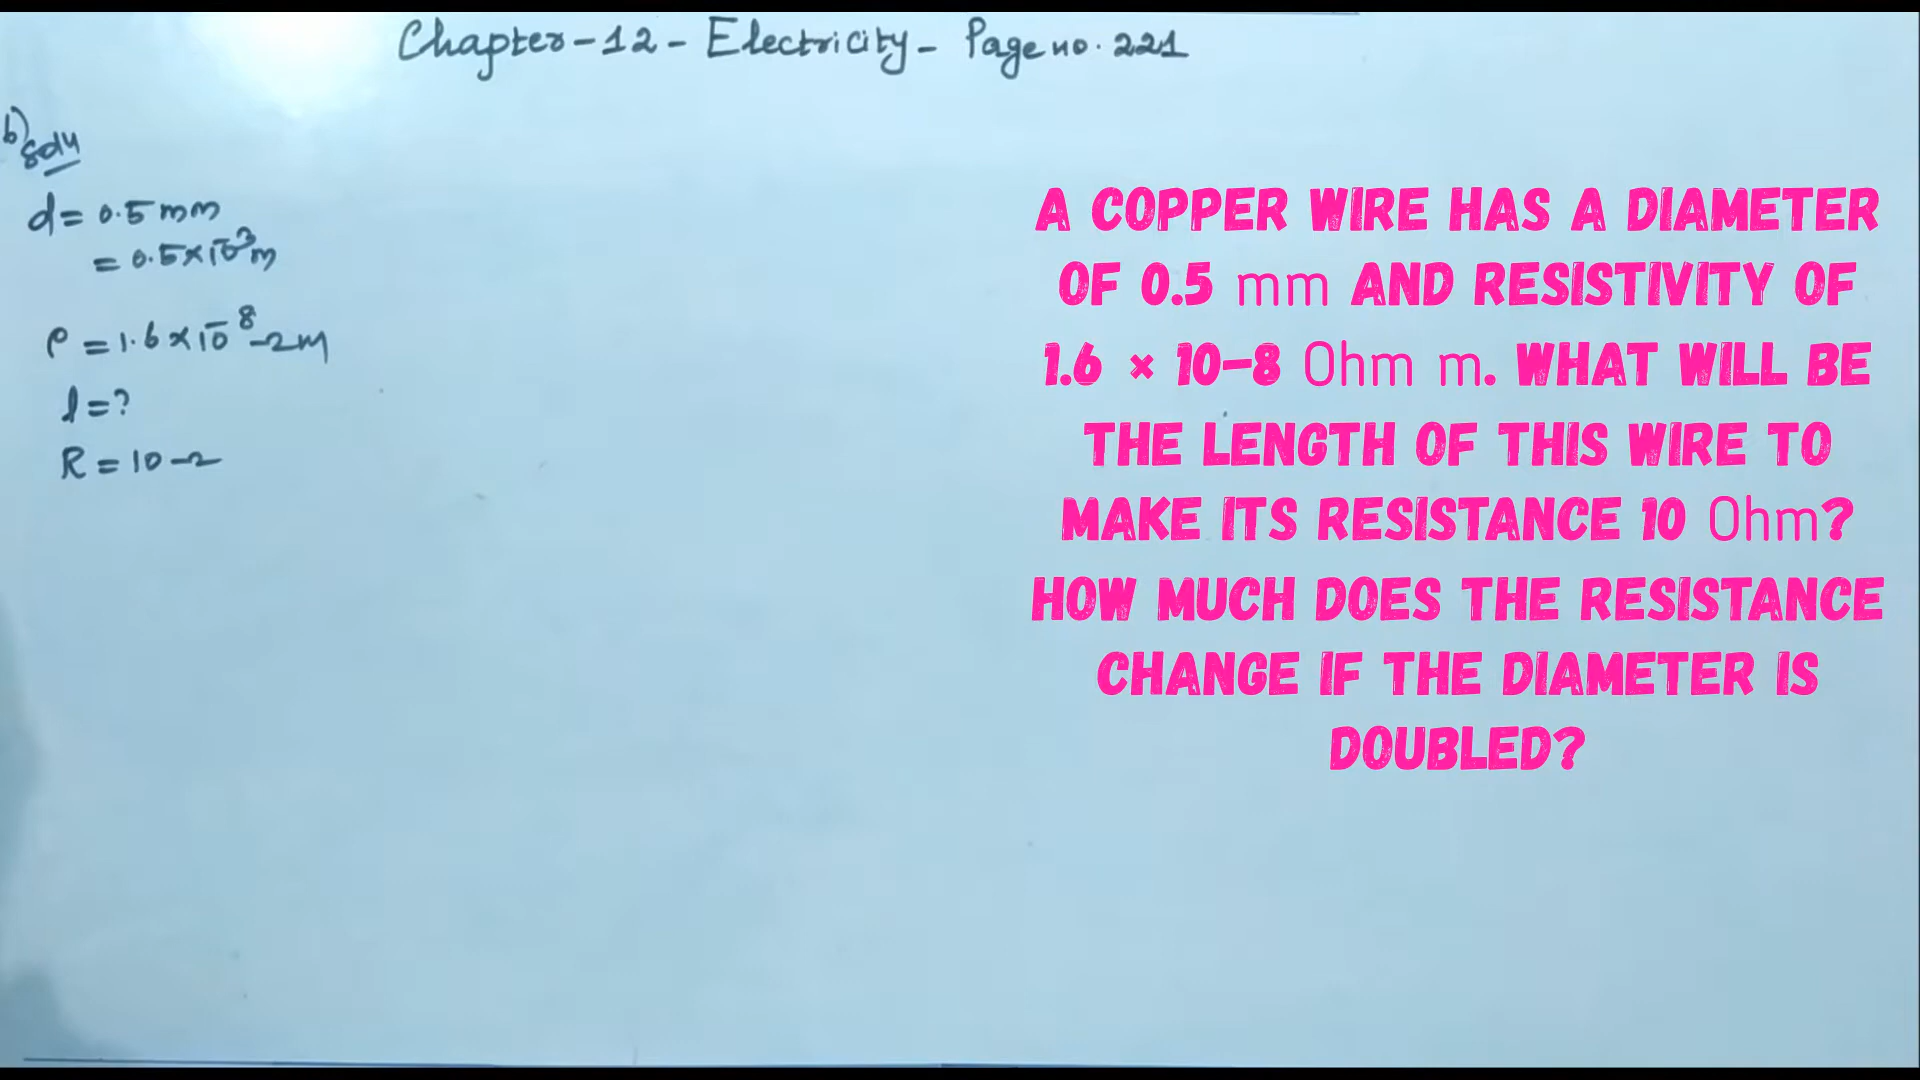 Chapter-12-Electricity- Page no. 221
6) Soln
d = 0.5 mm
= 0.5×10⁻³m
ρ = 1.6×10⁻⁸Ωm
l = ?
R = 10Ω
A COPPER WIRE HAS A DIAMETER
OF 0.5 mm AND RESISTIVITY OF
1.6 × 10–8 Ohm m. WHAT WILL BE
THE LENGTH OF THIS WIRE TO
MAKE ITS RESISTANCE 10 Ohm?
HOW MUCH DOES THE RESISTANCE
CHANGE IF THE DIAMETER IS
DOUBLED?